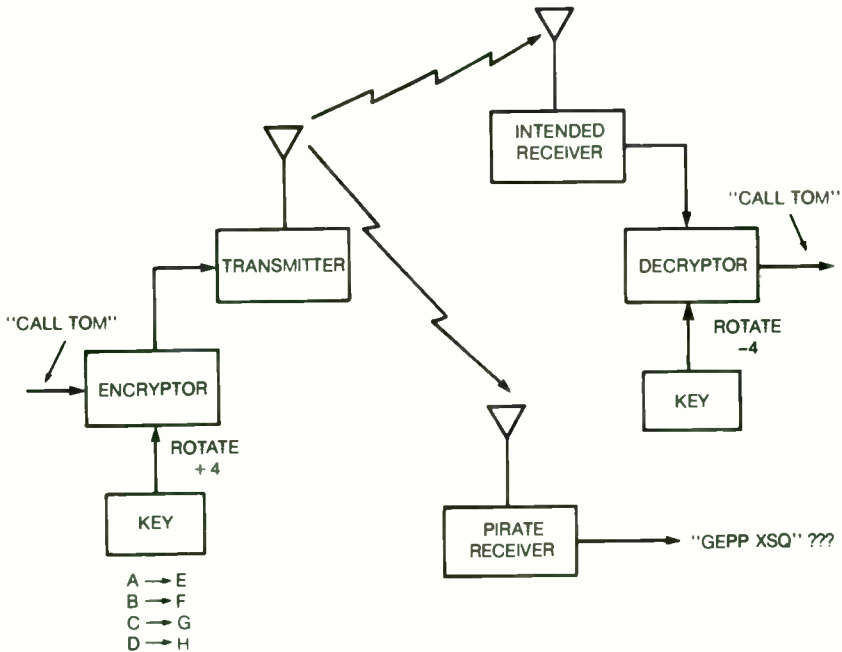 INTENDED
RECEIVER
"CALL TOM"
TRANSMITTER
DECRYPTOR
"CALL TOM"
ROTATE
-4
ENCRYPTOR
KEY
ROTATE
+ 4
KEY
PIRATE
RECEIVER
"GEPP XSQ" ???
A → E
B → F
C → G
D → H